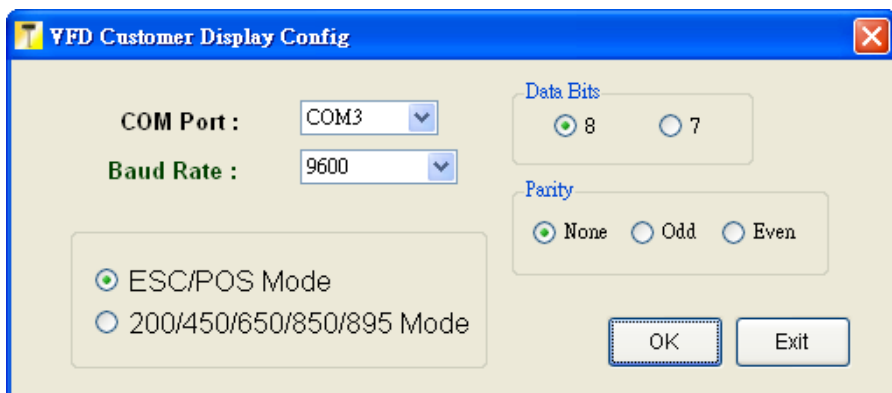 VFD Customer Display Config
COM Port : COM3
Baud Rate : 9600
Data Bits
8 7
Parity
None Odd Even
ESC/POS Mode
200/450/650/850/895 Mode
OK Exit